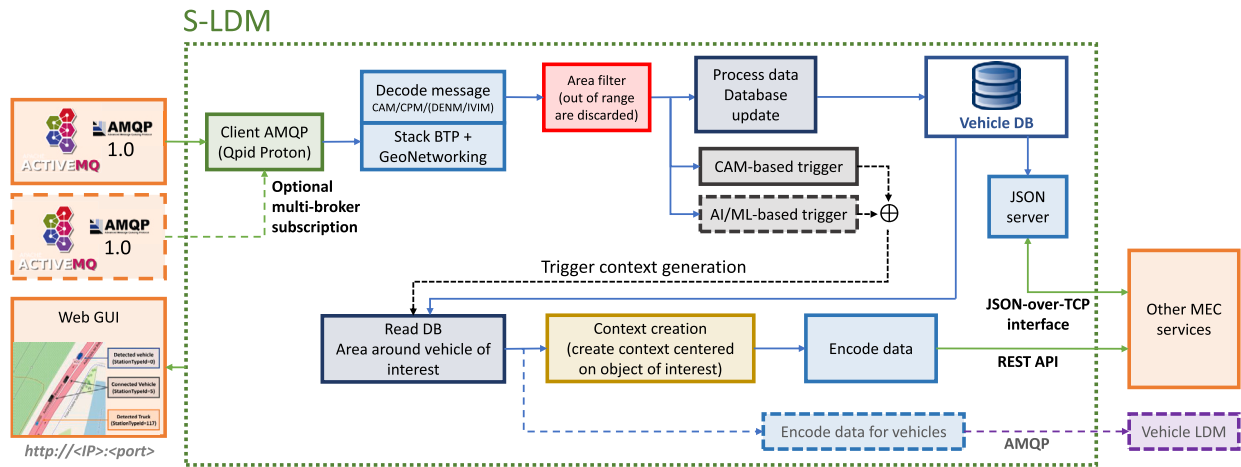 S-LDM
AMQP
1.0
ACTIVEMQ
AMQP
1.0
ACTIVEMQ
Client AMQP
(Qpid Proton)
Optional
multi-broker
subscription
Decode message
CAM/CPM/(DENM/IVIM)
Stack BTP +
GeoNetworking
Area filter
(out of range
are discarded)
Process data
Database
update
Vehicle DB
CAM-based trigger
AI/ML-based trigger
JSON
server
Trigger context generation
JSON-over-TCP
interface
Other MEC
services
REST API
Web GUI
Detected vehicle
(StationTypeId=0)
Connected Vehicle
(StationTypeId=5)
Detected Truck
(StationTypeId=117)
http://<IP>:<port>
Read DB
Area around vehicle of
interest
Context creation
(create context centered
on object of interest)
Encode data
Encode data for vehicles
AMQP
Vehicle LDM